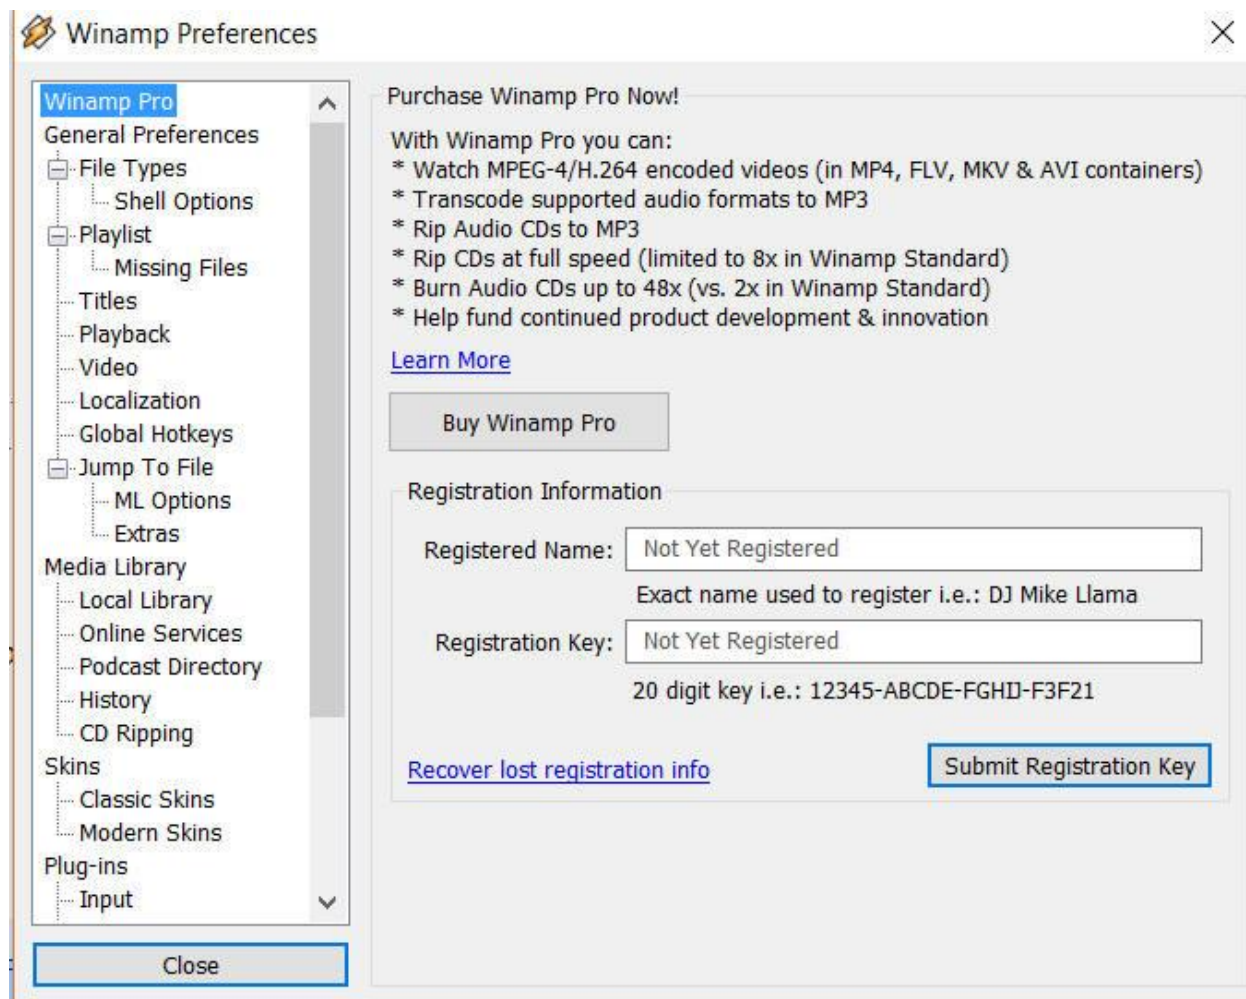 Winamp Preferences
Winamp Pro
General Preferences
File Types
Shell Options
Playlist
Missing Files
Titles
Playback
Video
Localization
Global Hotkeys
Jump To File
ML Options
Extras
Media Library
Local Library
Online Services
Podcast Directory
History
CD Ripping
Skins
Classic Skins
Modern Skins
Plug-ins
Input
Close
Purchase Winamp Pro Now!
With Winamp Pro you can:
* Watch MPEG-4/H.264 encoded videos (in MP4, FLV, MKV & AVI containers)
* Transcode supported audio formats to MP3
* Rip Audio CDs to MP3
* Rip CDs at full speed (limited to 8x in Winamp Standard)
* Burn Audio CDs up to 48x (vs. 2x in Winamp Standard)
* Help fund continued product development & innovation
Learn More
Buy Winamp Pro
Registration Information
Registered Name: Not Yet Registered
Exact name used to register i.e.: DJ Mike Llama
Registration Key: Not Yet Registered
20 digit key i.e.: 12345-ABCDE-FGHIJ-F3F21
Recover lost registration info
Submit Registration Key